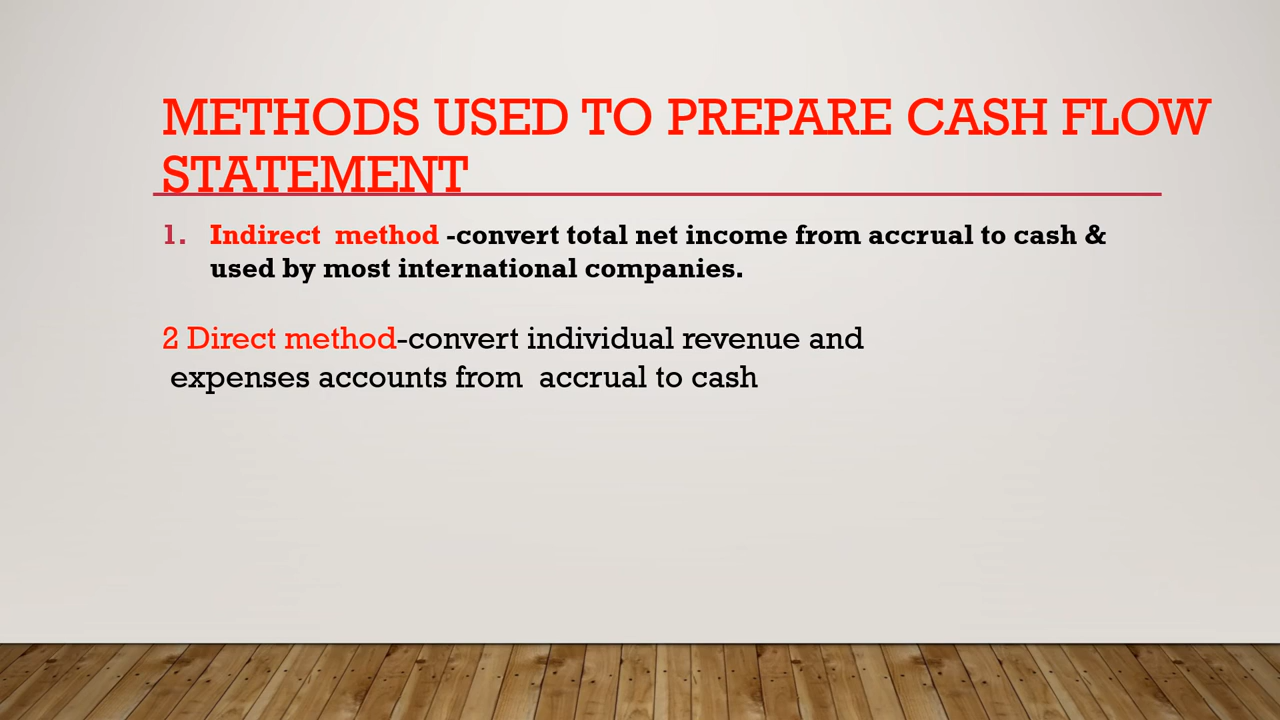 METHODS USED TO PREPARE CASH FLOW
STATEMENT
1. Indirect  method -convert total net income from accrual to cash &
used by most international companies.
2 Direct method-convert individual revenue and
expenses accounts from  accrual to cash